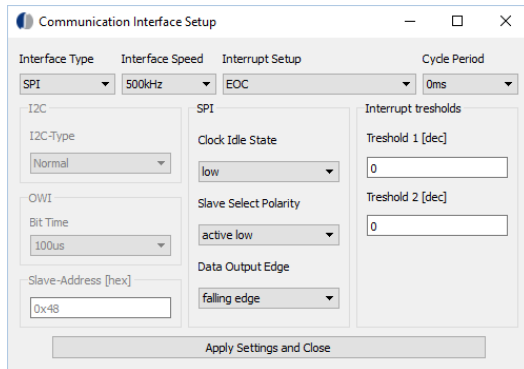 Communication Interface Setup
Interface Type Interface Speed Interrupt Setup Cycle Period
SPI 500kHz EOC 0ms
I2C
I2C-Type
Normal
OWI
Bit Time
100us
Slave-Address [hex]
0x48
SPI
Clock Idle State
low
Slave Select Polarity
active low
Data Output Edge
falling edge
Interrupt tresholds
Treshold 1 [dec]
0
Treshold 2 [dec]
0
Apply Settings and Close